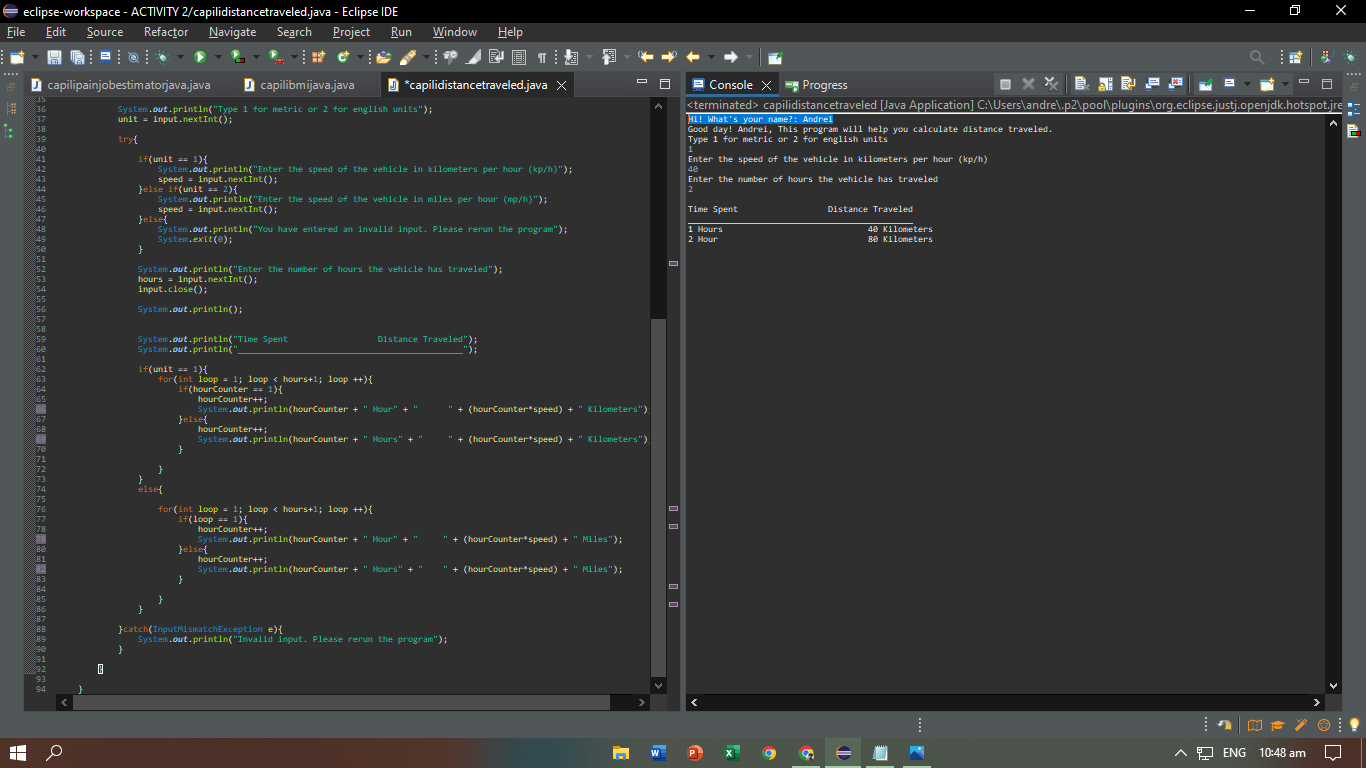 eclipse-workspace - ACTIVITY 2/capilidistancetraveled.java - Eclipse IDE
File Edit Source Refactor Navigate Search Project Run Window Help
capilipainjobestimatorjava.java capilibmijava.java *capilidistancetraveled.java
35
36 System.out.println("Type 1 for metric or 2 for english units");
37 unit = input.nextInt();
38
39 try{
40
41 if(unit == 1){
42 System.out.println("Enter the speed of the vehicle in kilometers per hour (kp/h)");
43 speed = input.nextInt();
44 }else if(unit == 2){
45 System.out.println("Enter the speed of the vehicle in miles per hour (mp/h)");
46 speed = input.nextInt();
47 }else{
48 System.out.println("You have entered an invalid input. Please rerun the program");
49 System.exit(0);
50 }
51
52 System.out.println("Enter the number of hours the vehicle has traveled");
53 hours = input.nextInt();
54 input.close();
55
56 System.out.println();
57
58
59 System.out.println("Time Spent Distance Traveled");
60 System.out.println("_____________________________________________");
61
62 if(unit == 1){
63 for(int loop = 1; loop < hours+1; loop ++){
64 if(hourCounter == 1){
65 hourCounter++;
66 System.out.println(hourCounter + " Hour" + " " + (hourCounter*speed) + " Kilometers")
67 }else{
68 hourCounter++;
69 System.out.println(hourCounter + " Hours" + " " + (hourCounter*speed) + " Kilometers")
70 }
71
72 }
73 }
74 else{
75
76 for(int loop = 1; loop < hours+1; loop ++){
77 if(loop == 1){
78 hourCounter++;
79 System.out.println(hourCounter + " Hour" + " " + (hourCounter*speed) + " Miles");
80 }else{
81 hourCounter++;
82 System.out.println(hourCounter + " Hours" + " " + (hourCounter*speed) + " Miles");
83 }
84
85 }
86 }
87
88 }catch(InputMismatchException e){
89 System.out.println("Invalid input. Please rerun the program");
90 }
91
92 }
93
94 }
Console Progress
<terminated> capilidistancetraveled [Java Application] C:\Users\andre\.p2\pool\plugins\org.eclipse.justj.openjdk.hotspot.jre
Hi! What's your name?: Andrei
Good day! Andrei, This program will help you calculate distance traveled.
Type 1 for metric or 2 for english units
1
Enter the speed of the vehicle in kilometers per hour (kp/h)
40
Enter the number of hours the vehicle has traveled
2
Time Spent Distance Traveled
_____________________________________________
1 Hours 40 Kilometers
2 Hour 80 Kilometers
ENG 10:48 am